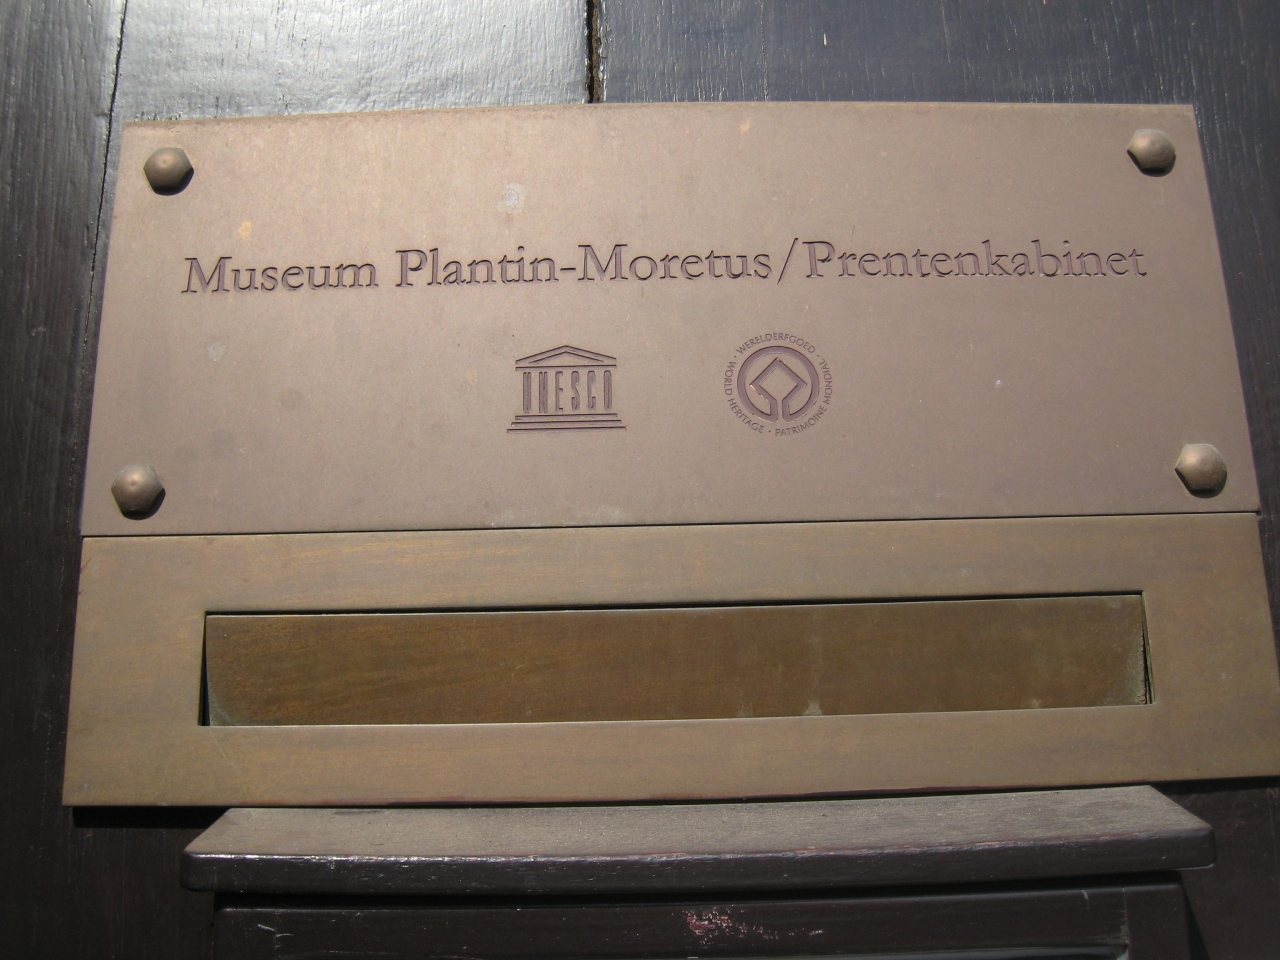 Museum Plantin-Moretus/Prentenkabinet
UNESCO
WERELDERFGOED · PATRIMOINE MONDIAL · WORLD HERITAGE ·